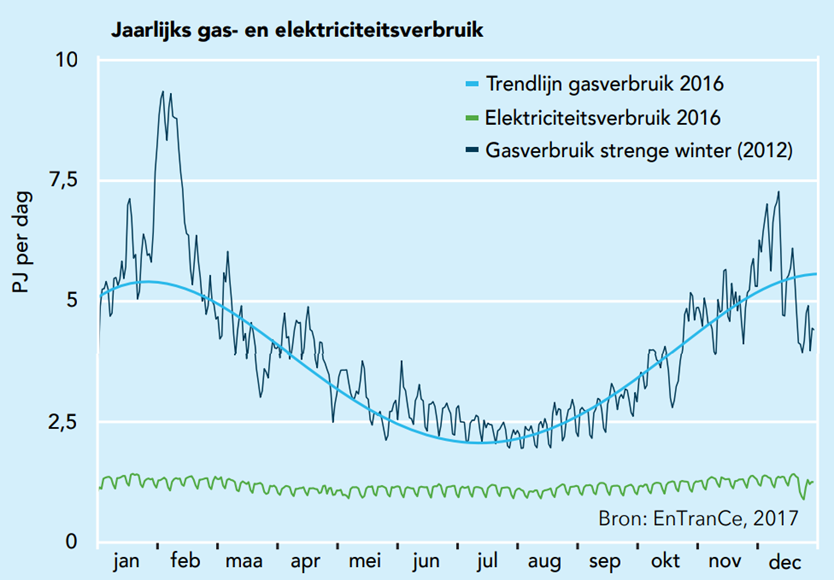 Jaarlijks gas- en elektriciteitsverbruik
10
Trendlijn gasverbruik 2016
Elektriciteitsverbruik 2016
Gasverbruik strenge winter (2012)
7,5
PJ per dag
5
2,5
Bron: EnTranCe, 2017
0
jan feb maa apr mei jun jul aug sep okt nov dec